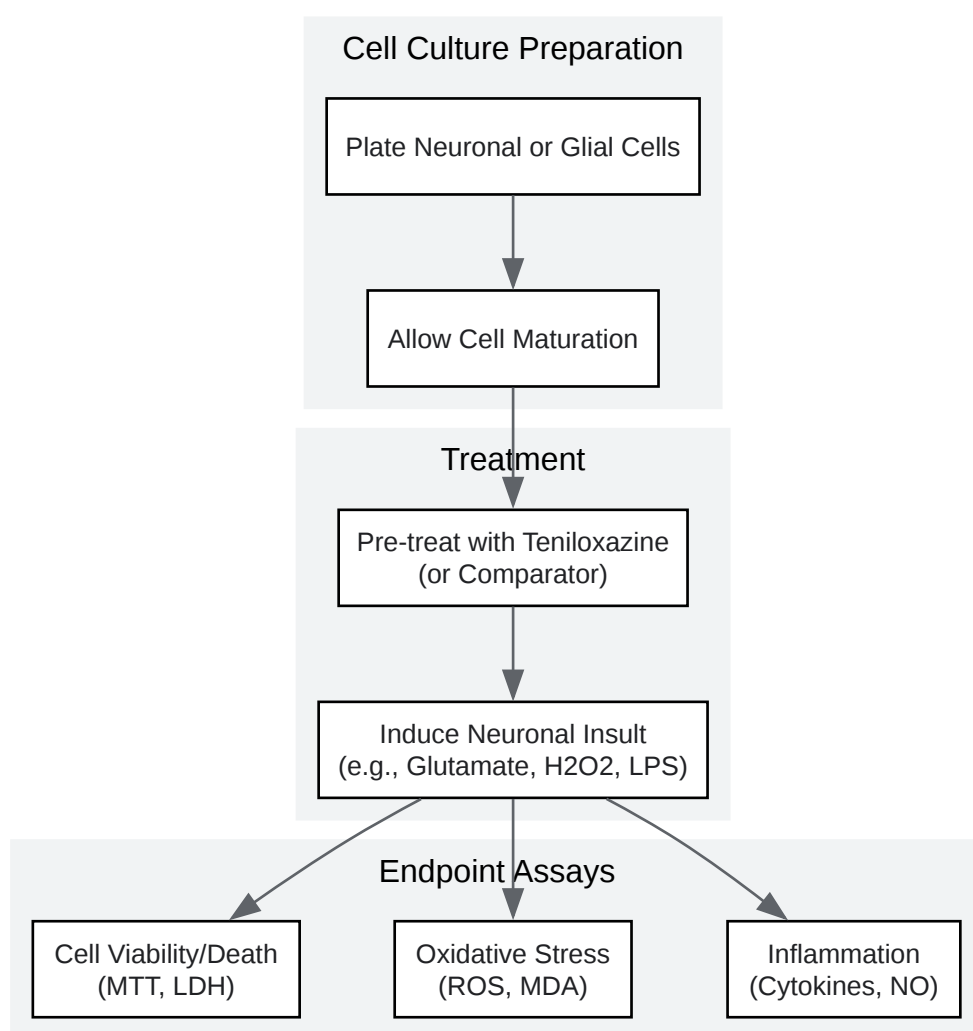 Cell Culture Preparation
Plate Neuronal or Glial Cells
Allow Cell Maturation
Treatment
Pre-treat with Teniloxazine
(or Comparator)
Induce Neuronal Insult
(e.g., Glutamate, H2O2, LPS)
Endpoint Assays
Cell Viability/Death
(MTT, LDH)
Oxidative Stress
(ROS, MDA)
Inflammation
(Cytokines, NO)